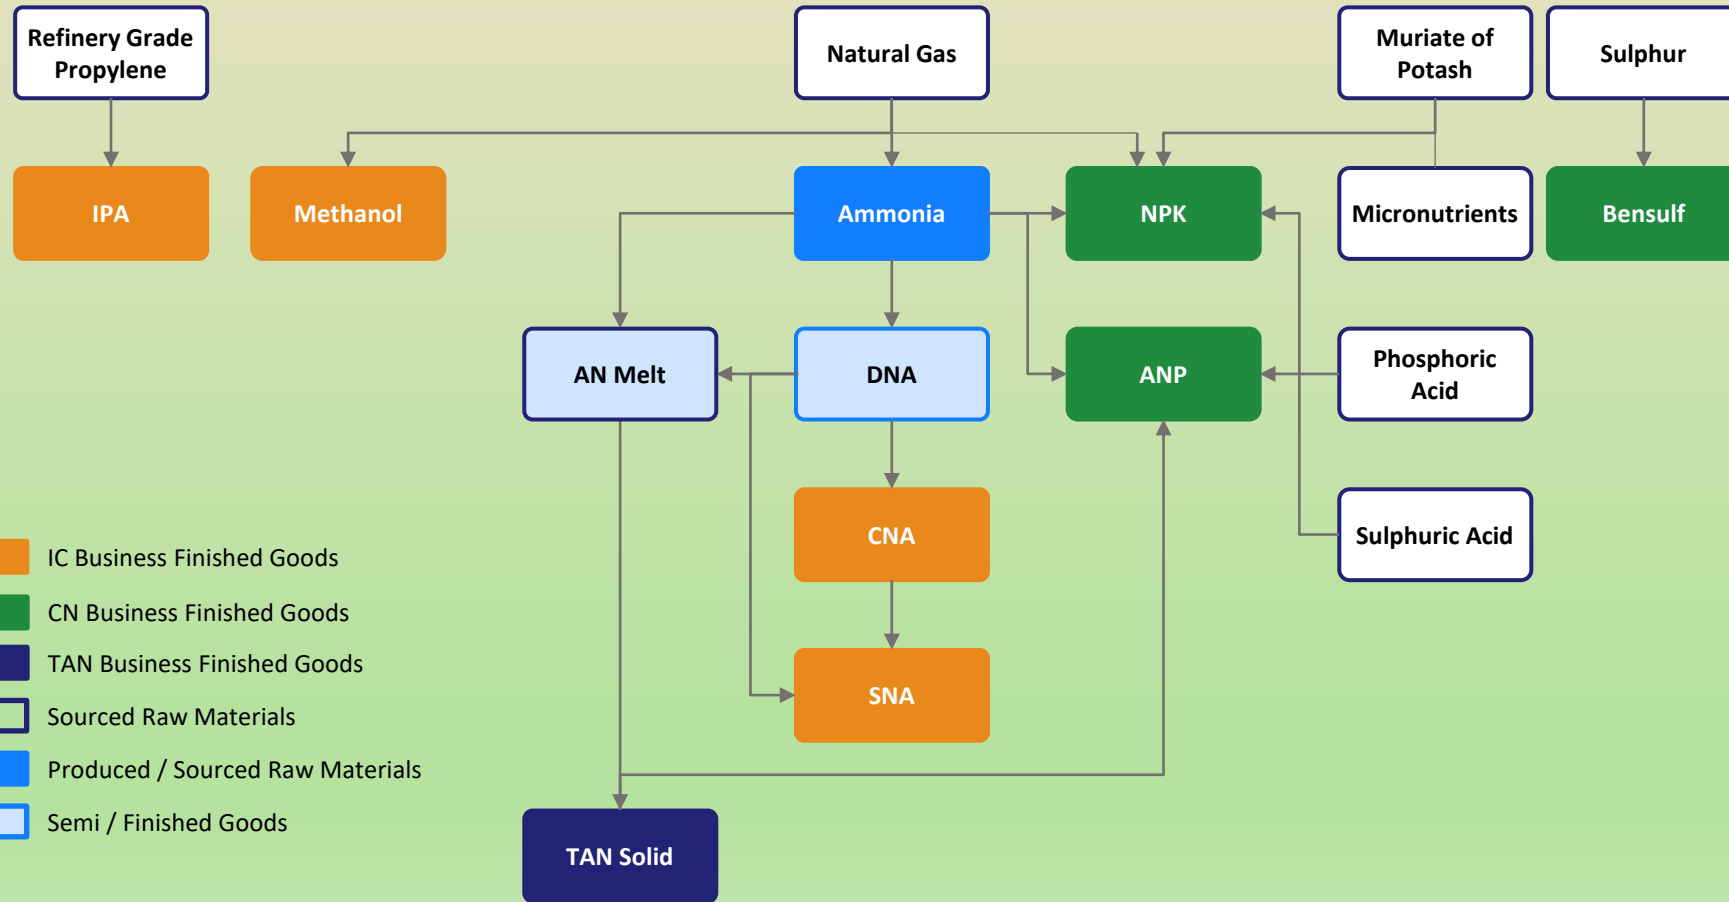 Refinery Grade
Propylene
Natural Gas
Muriate of
Potash
Sulphur
IPA
Methanol
Ammonia
NPK
Micronutrients
Bensulf
AN Melt
DNA
ANP
Phosphoric
Acid
CNA
Sulphuric Acid
SNA
TAN Solid
IC Business Finished Goods
CN Business Finished Goods
TAN Business Finished Goods
Sourced Raw Materials
Produced / Sourced Raw Materials
Semi / Finished Goods